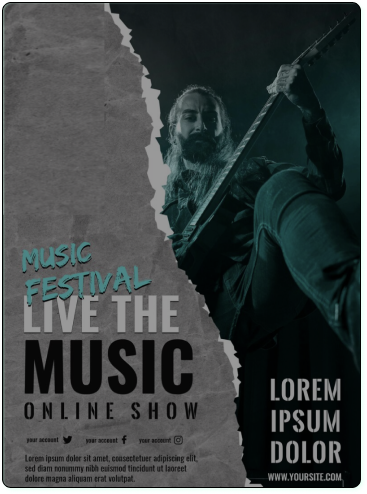 MUSIC
FESTIVAL
LIVE THE
MUSIC
ONLINE SHOW
your account your account your account
Lorem ipsum dolor sit amet, consectetuer adipiscing elit,
sed diam nonummy nibh euismod tincidunt ut laoreet
dolore magna aliquam erat volutpat.
LOREM
IPSUM
DOLOR
WWW.YOURSITE.COM